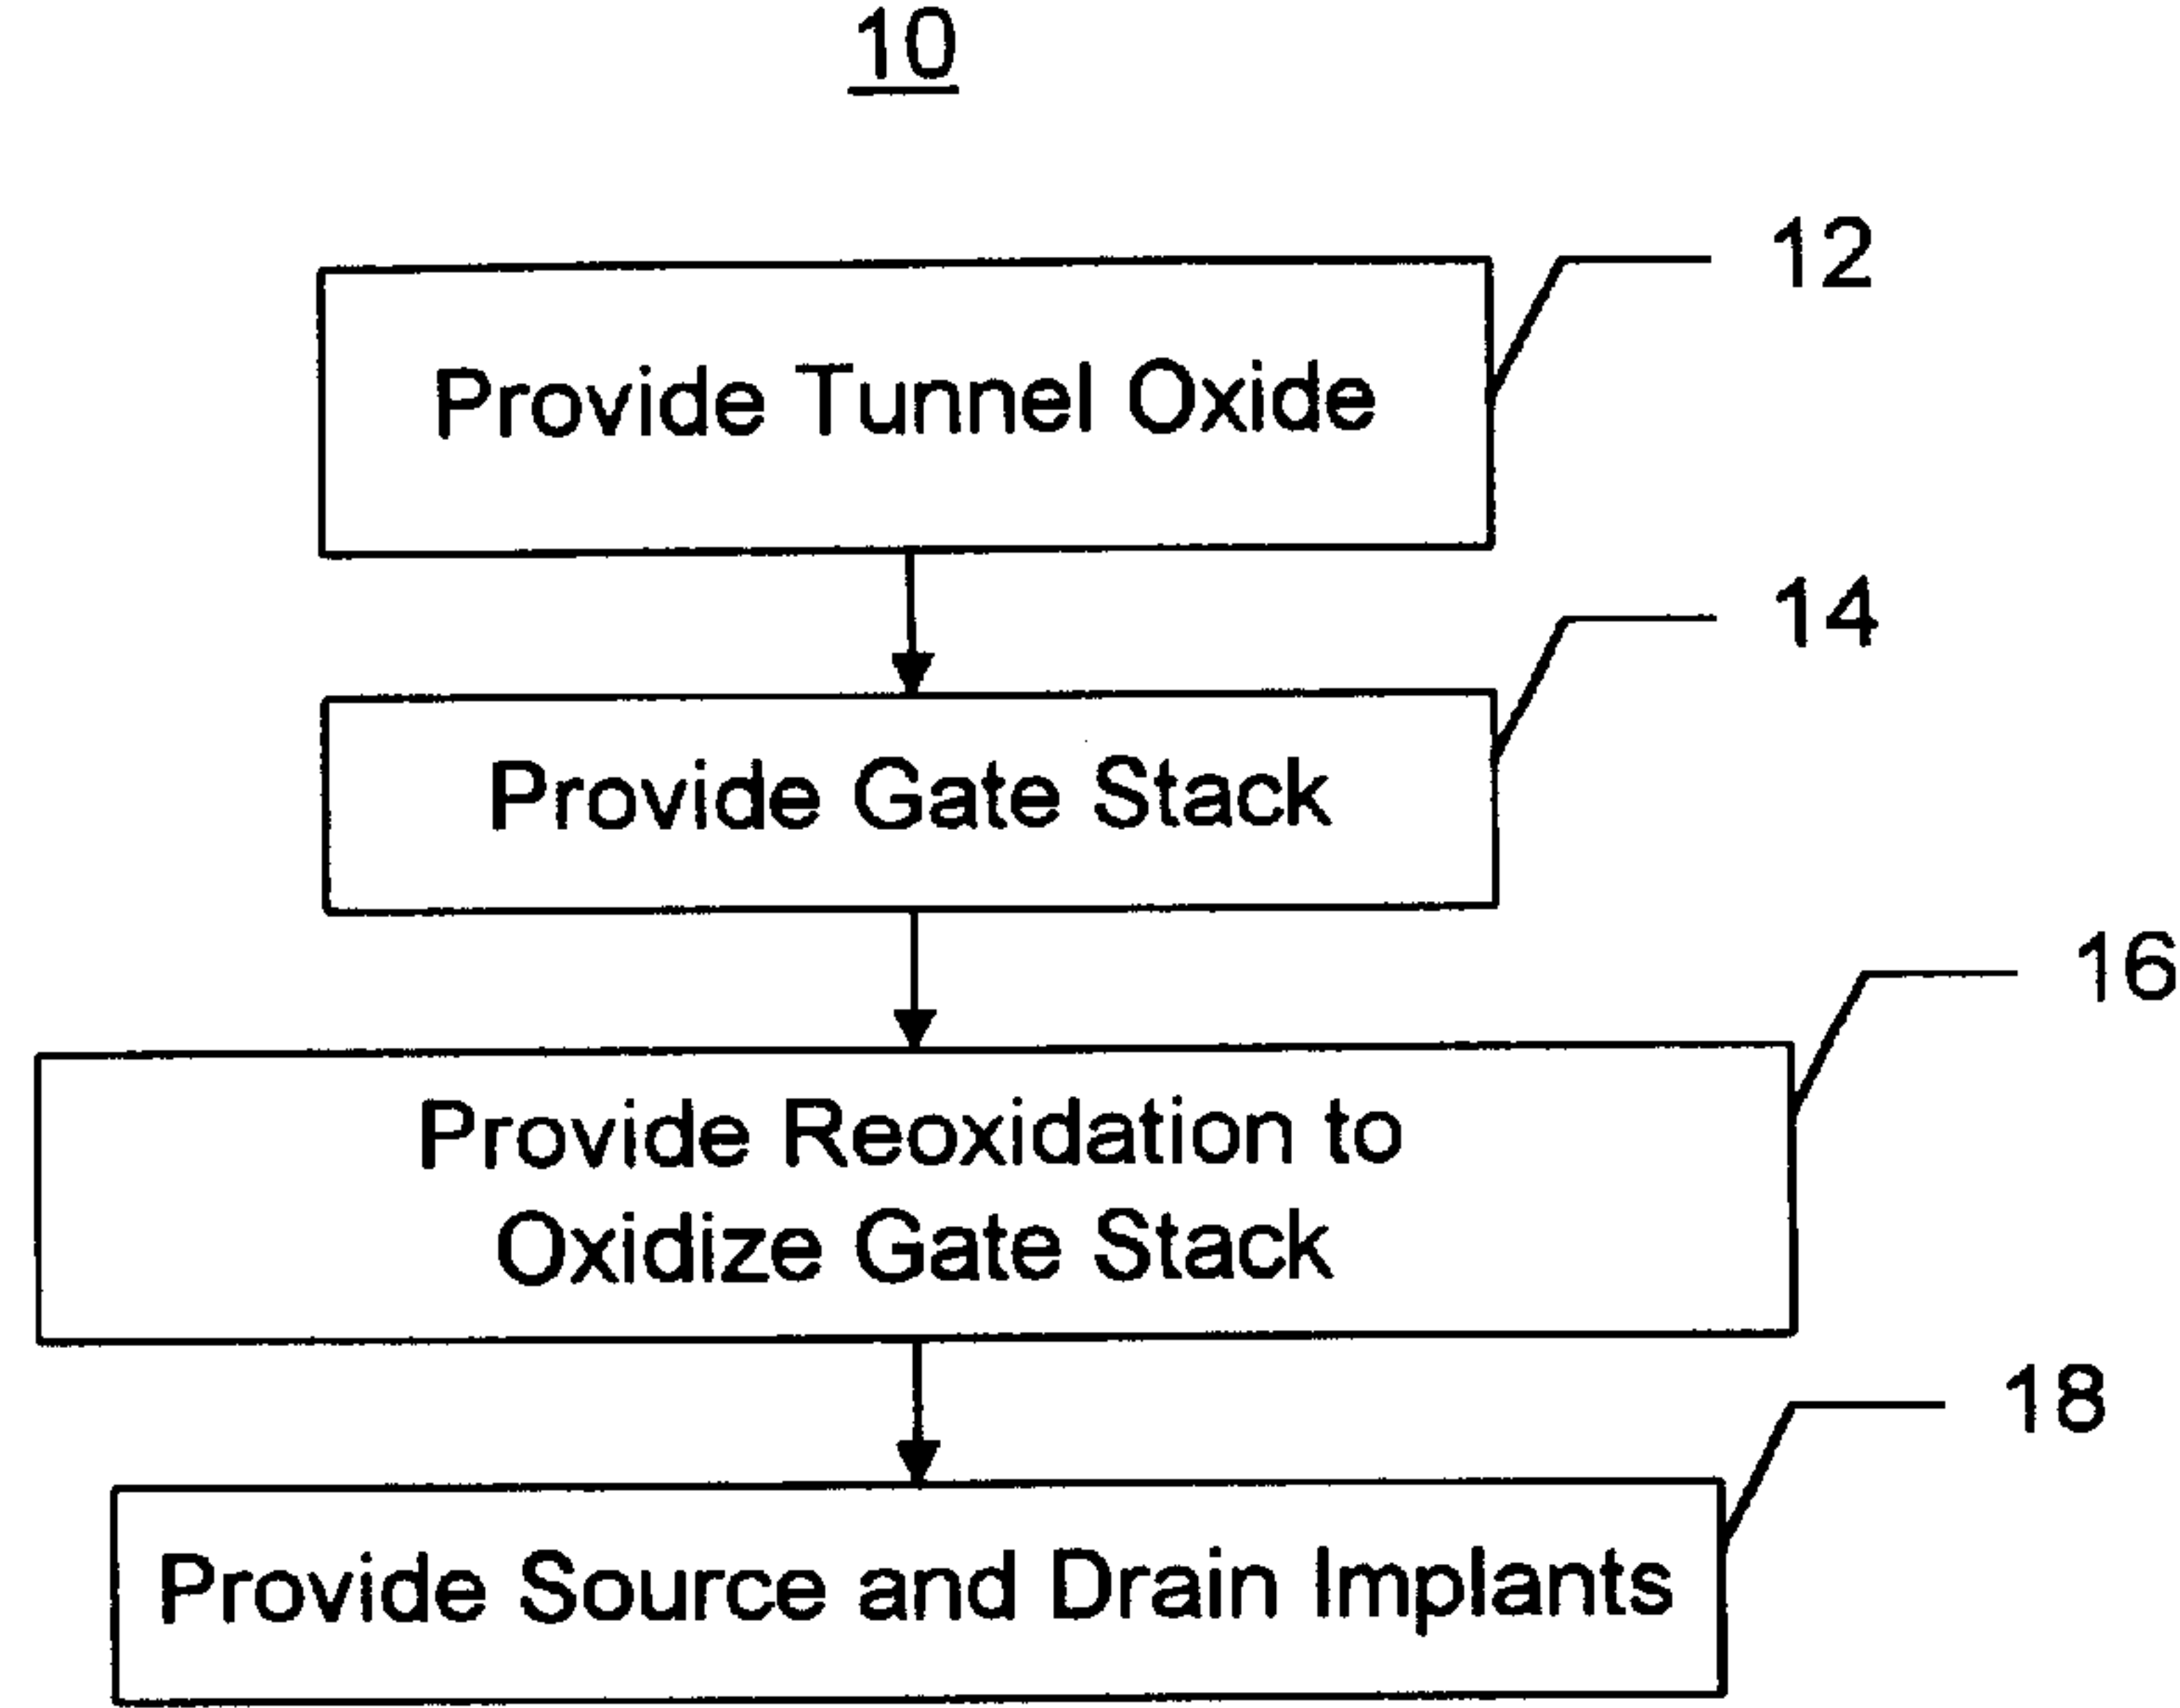 10
12
Provide Tunnel Oxide
14
Provide Gate Stack
16
Provide Reoxidation to
Oxidize Gate Stack
18
Provide Source and Drain Implants